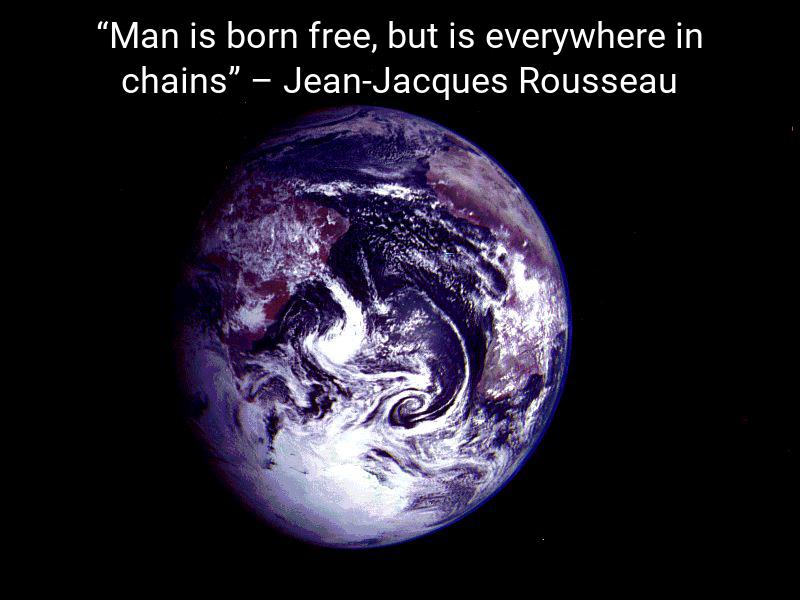 “Man is born free, but is everywhere in
chains” – Jean-Jacques Rousseau